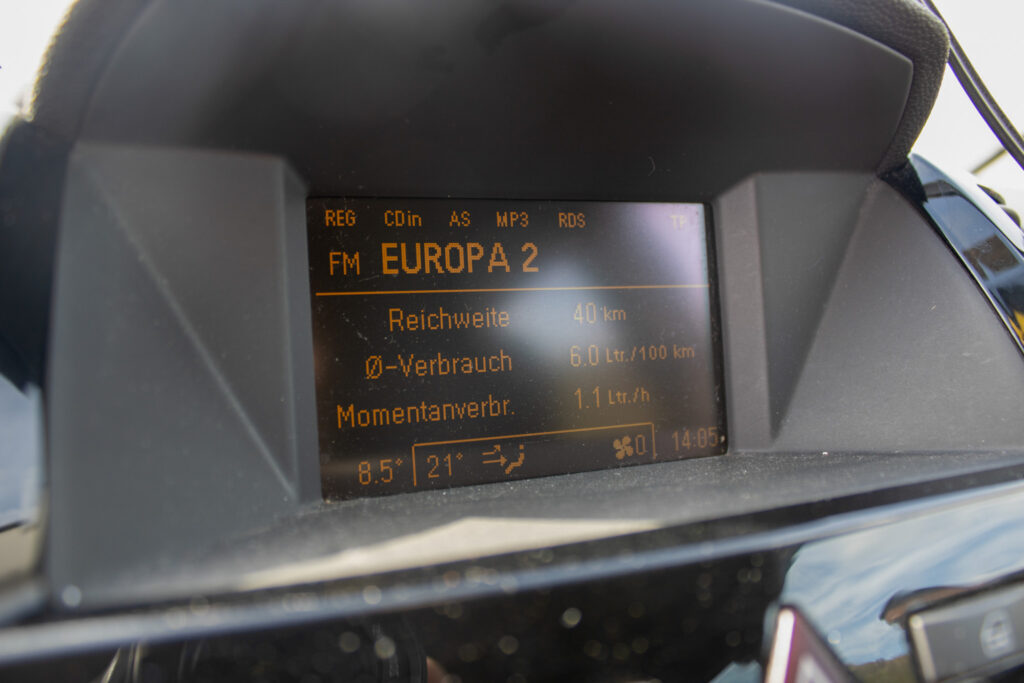 REG CDin AS MP3 RDS TP
FM EUROPA 2
Reichweite 40 km
Ø-Verbrauch 6.0 Ltr./100 km
Momentanverbr. 1.1 Ltr./h
8.5° 21° 0 14:05